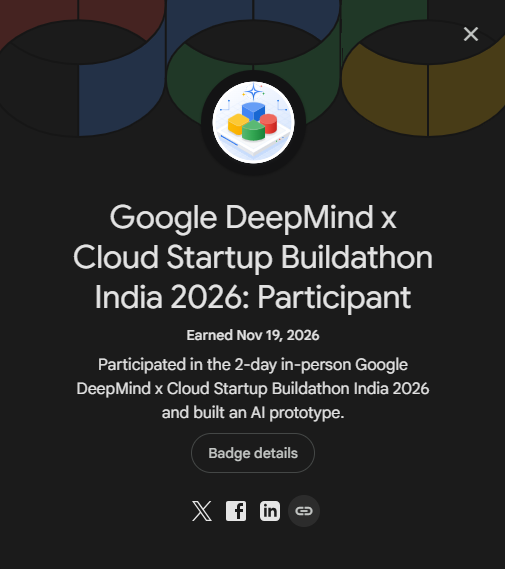 Google DeepMind x
Cloud Startup Buildathon
India 2026: Participant
Earned Nov 19, 2026
Participated in the 2-day in-person Google
DeepMind x Cloud Startup Buildathon India 2026
and built an AI prototype.
Badge details